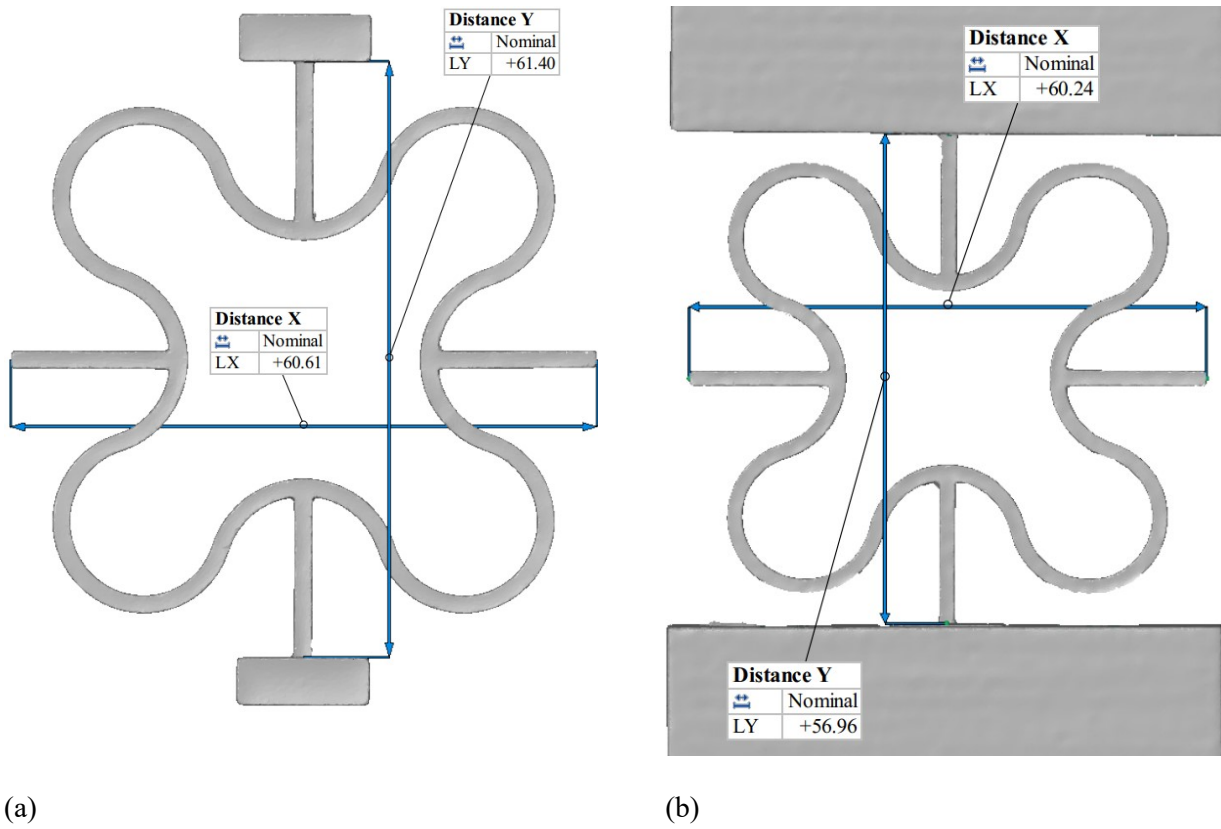 Distance Y
Nominal
LY +61.40
Distance X
Nominal
LX +60.61
(a)
Distance X
Nominal
LX +60.24
Distance Y
Nominal
LY +56.96
(b)